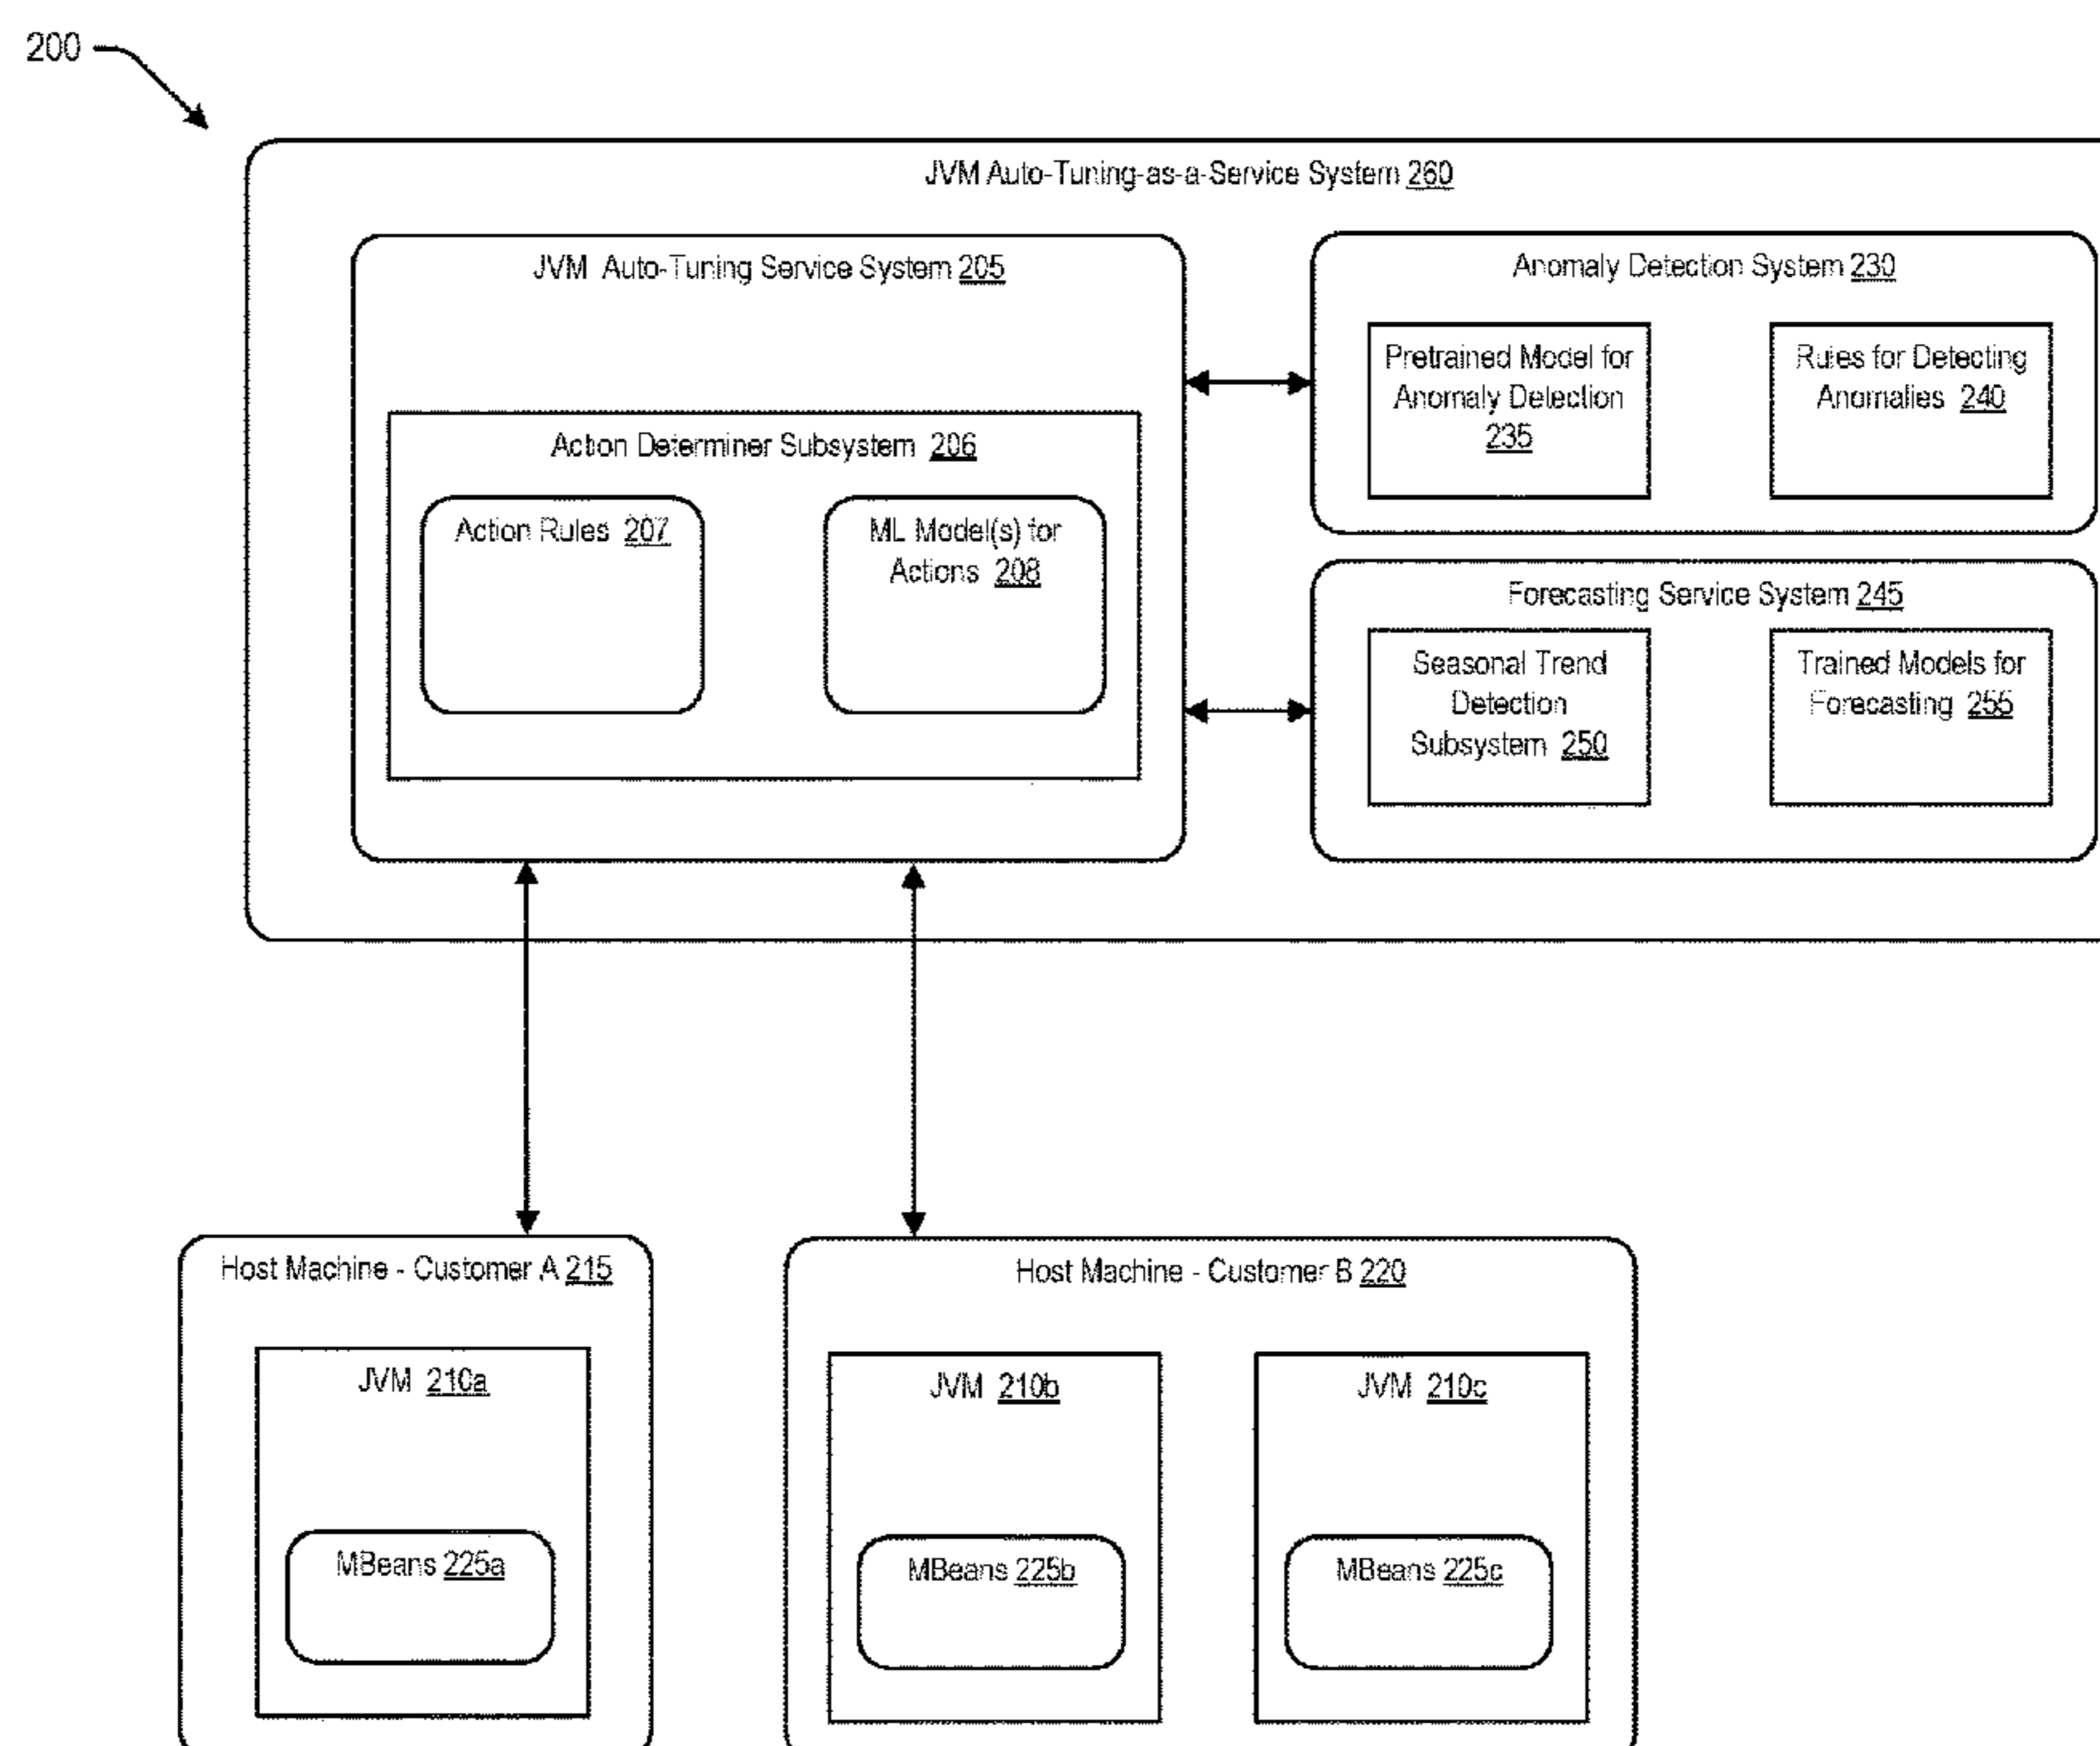 200
JVM Auto-Tuning-as-a-Service System 260
JVM Auto-Tuning Service System 205
Action Determiner Subsystem 206
Action Rules 207
ML Model(s) for
Actions 208
Anomaly Detection System 230
Pretrained Model for
Anomaly Detection
235
Rules for Detecting
Anomalies 240
Forecasting Service System 245
Seasonal Trend
Detection
Subsystem 250
Trained Models for
Forecasting 255
Host Machine - Customer A 215
JVM 210a
MBeans 225a
Host Machine - Customer B 220
JVM 210b
MBeans 225b
JVM 210c
MBeans 225c